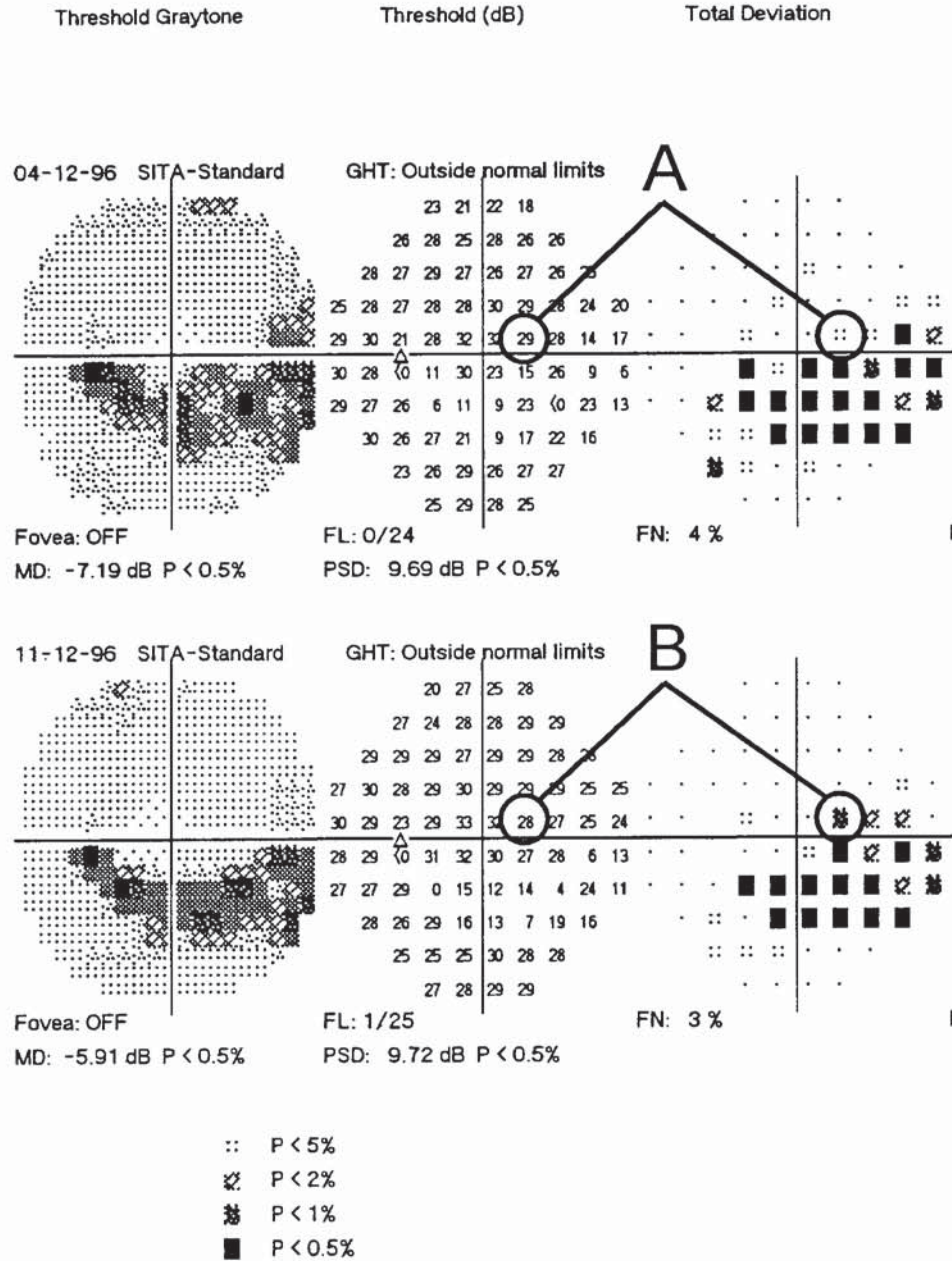 Threshold Graytone Threshold (dB) Total Deviation
04-12-96 SITA-Standard GHT: Outside normal limits A
23 21 22 18
26 28 25 28 26 26
28 27 29 27 26 27 26
25 28 27 28 28 30 29 28 24 20
29 30 21 28 32 29 28 14 17
30 28 <0 11 30 23 15 26 9 6
29 27 26 6 11 9 23 <0 23 13
30 26 27 21 9 17 22 16
23 26 29 26 27 27
25 29 28 25
Fovea: OFF FL: 0/24 FN: 4 %
MD: -7.19 dB P < 0.5% PSD: 9.69 dB P < 0.5%
11-12-96 SITA-Standard GHT: Outside normal limits B
20 27 25 28
27 24 28 28 29 29
29 29 29 27 29 29 28
27 30 28 29 30 29 29 29 25 25
30 29 23 29 33 28 27 25 24
28 29 <0 31 32 30 27 28 6 13
27 27 29 0 15 12 14 4 24 11
28 26 29 16 13 7 19 16
25 25 25 30 28 28
27 28 29 29
Fovea: OFF FL: 1/25 FN: 3 %
MD: -5.91 dB P < 0.5% PSD: 9.72 dB P < 0.5%
P < 5%
P < 2%
P < 1%
P < 0.5%